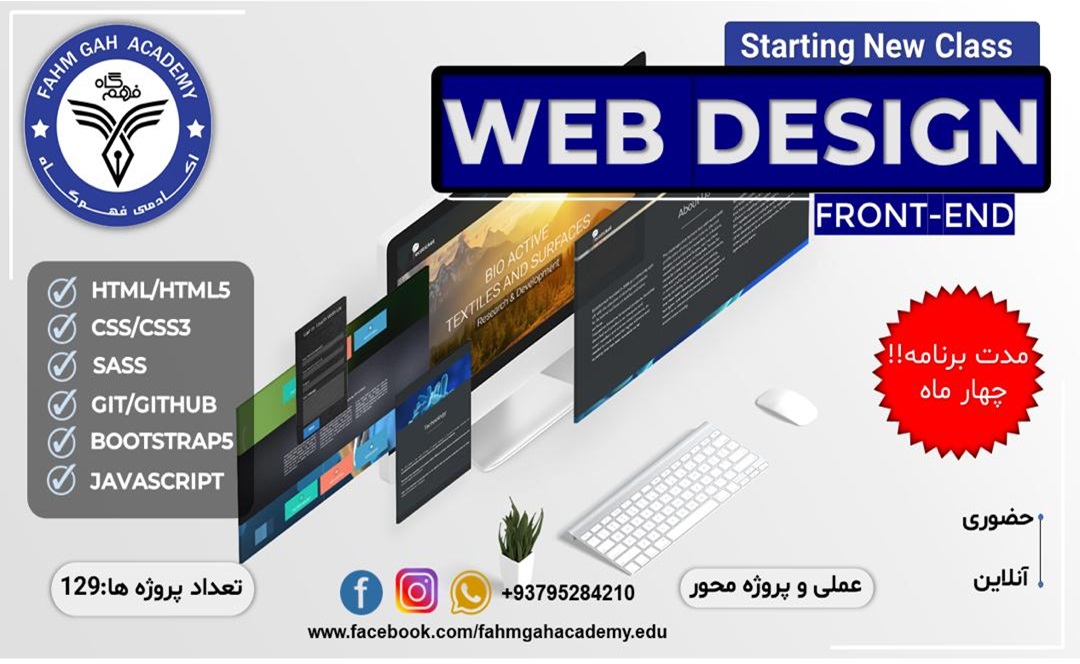 FAHM GAH ACADEMY
فهم گاه
اکادمی فهم گاه
Starting New Class
WEB DESIGN
FRONT-END
HTML/HTML5
CSS/CSS3
SASS
GIT/GITHUB
BOOTSTRAP5
JAVASCRIPT
BIO ACTIVE
TEXTILES AND SURFACES
Research & Development
Technology
مدت برنامه!!
چهار ماه
حضوری
آنلاین
تعداد پروژه ها:129
+93795284210
www.facebook.com/fahmgahacademy.edu
عملی و پروژه محور